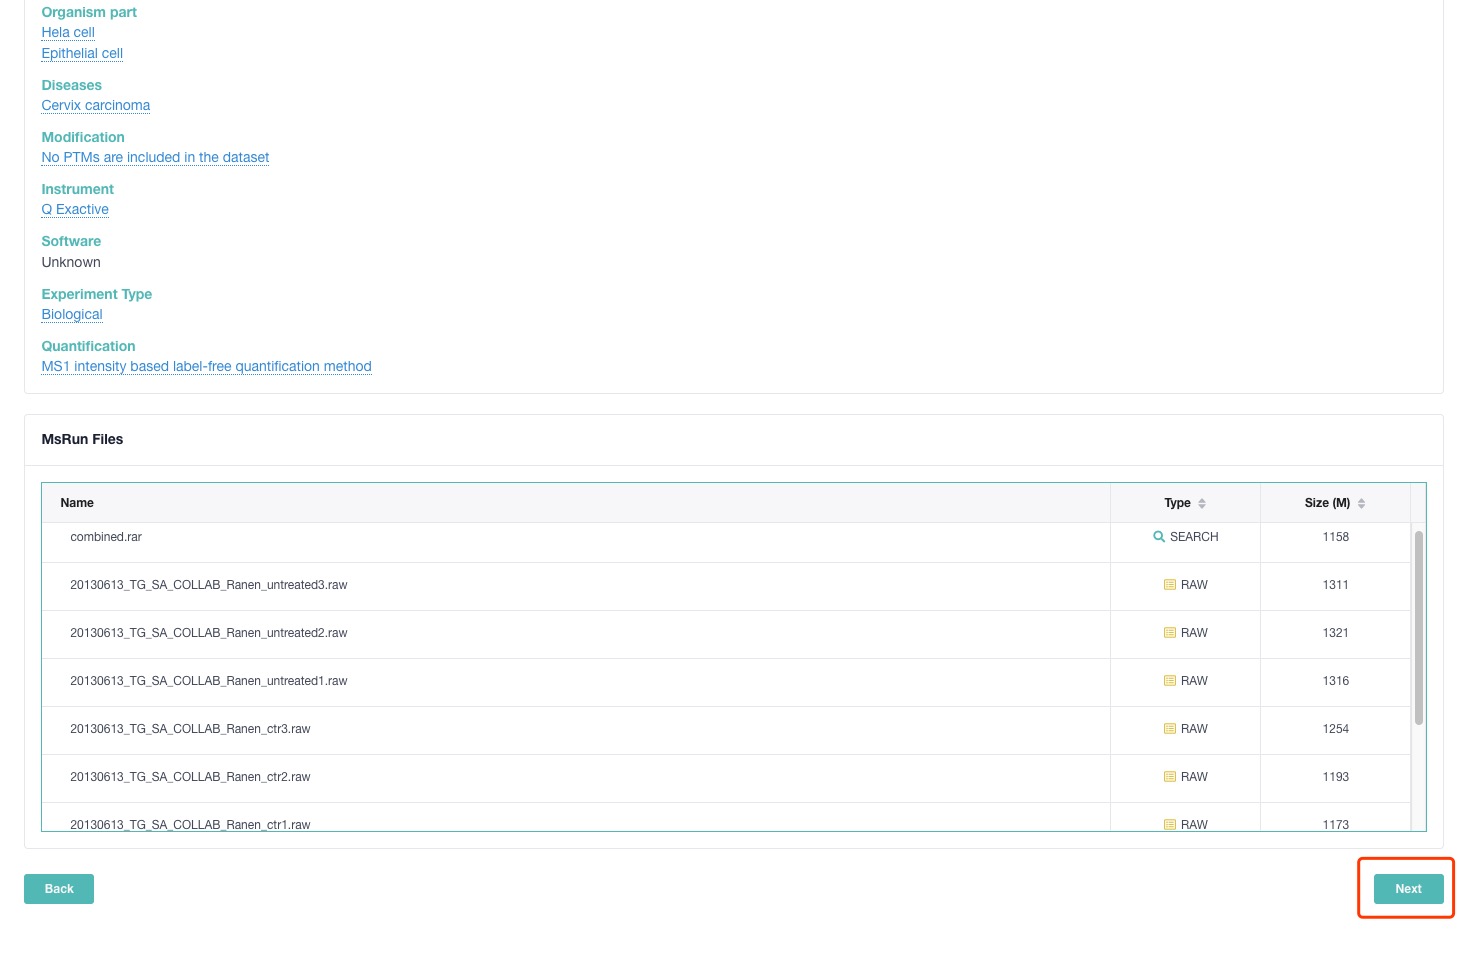 Organism part
Hela cell
Epithelial cell
Diseases
Cervix carcinoma
Modification
No PTMs are included in the dataset
Instrument
Q Exactive
Software
Unknown
Experiment Type
Biological
Quantification
MS1 intensity based label-free quantification method
MsRun Files
Name Type Size (M)
combined.rar SEARCH 1158
20130613_TG_SA_COLLAB_Ranen_untreated3.raw RAW 1311
20130613_TG_SA_COLLAB_Ranen_untreated2.raw RAW 1321
20130613_TG_SA_COLLAB_Ranen_untreated1.raw RAW 1316
20130613_TG_SA_COLLAB_Ranen_ctr3.raw RAW 1254
20130613_TG_SA_COLLAB_Ranen_ctr2.raw RAW 1193
20130613_TG_SA_COLLAB_Ranen_ctr1.raw RAW 1173
Back Next